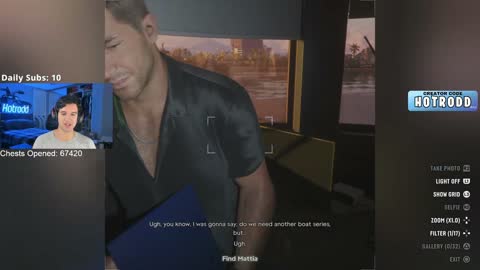 Daily Subs: 10
Hotrodd
Chests Opened: 67420
CREATOR CODE
HOTRODD
TAKE PHOTO
LIGHT OFF
SHOW GRID
SELFIE
ZOOM (X1.0)
FILTER (1/17)
GALLERY (0/32)
EXIT
Ugh, you know, I was gonna say, do we need another boat series,
but..
Ugh
Find Mattia